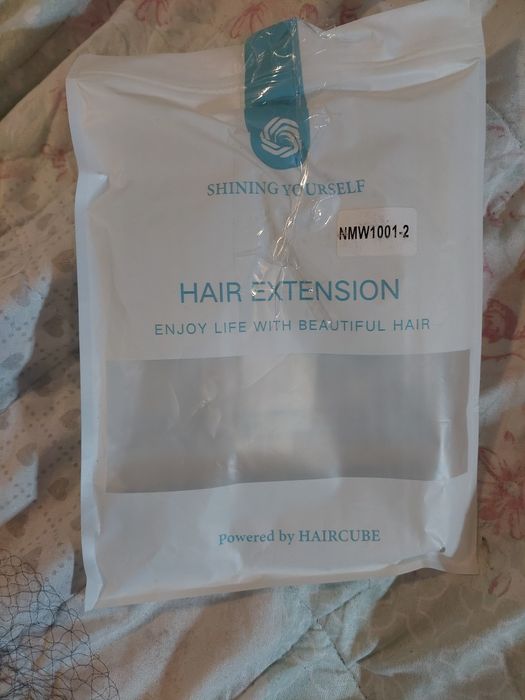 SHINING YOURSELF
NMW1001-2
HAIR EXTENSION
ENJOY LIFE WITH BEAUTIFUL HAIR
Powered by HAIRCUBE